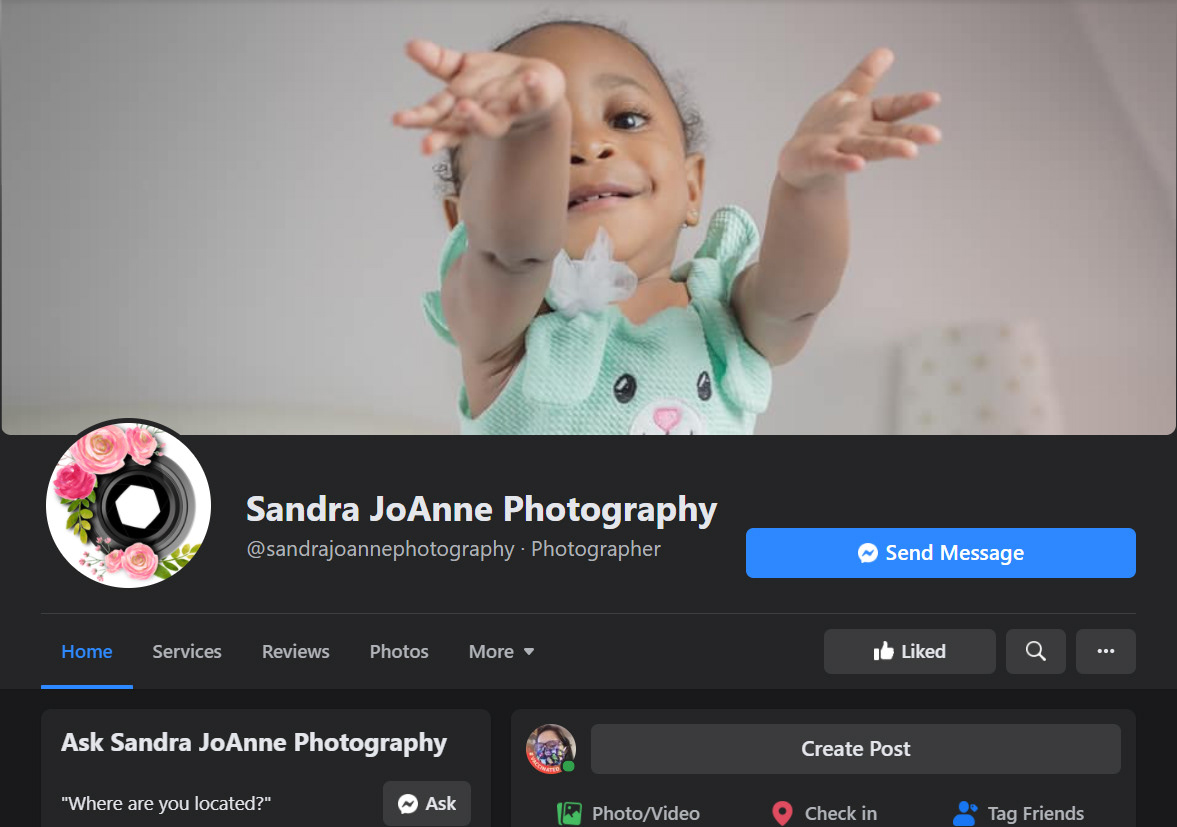 Sandra JoAnne Photography
@sandrajoannephotography · Photographer
Send Message
Home Services Reviews Photos More
Liked
Ask Sandra JoAnne Photography
"Where are you located?" Ask
VACCINATED
Create Post
Photo/Video Check in Tag Friends